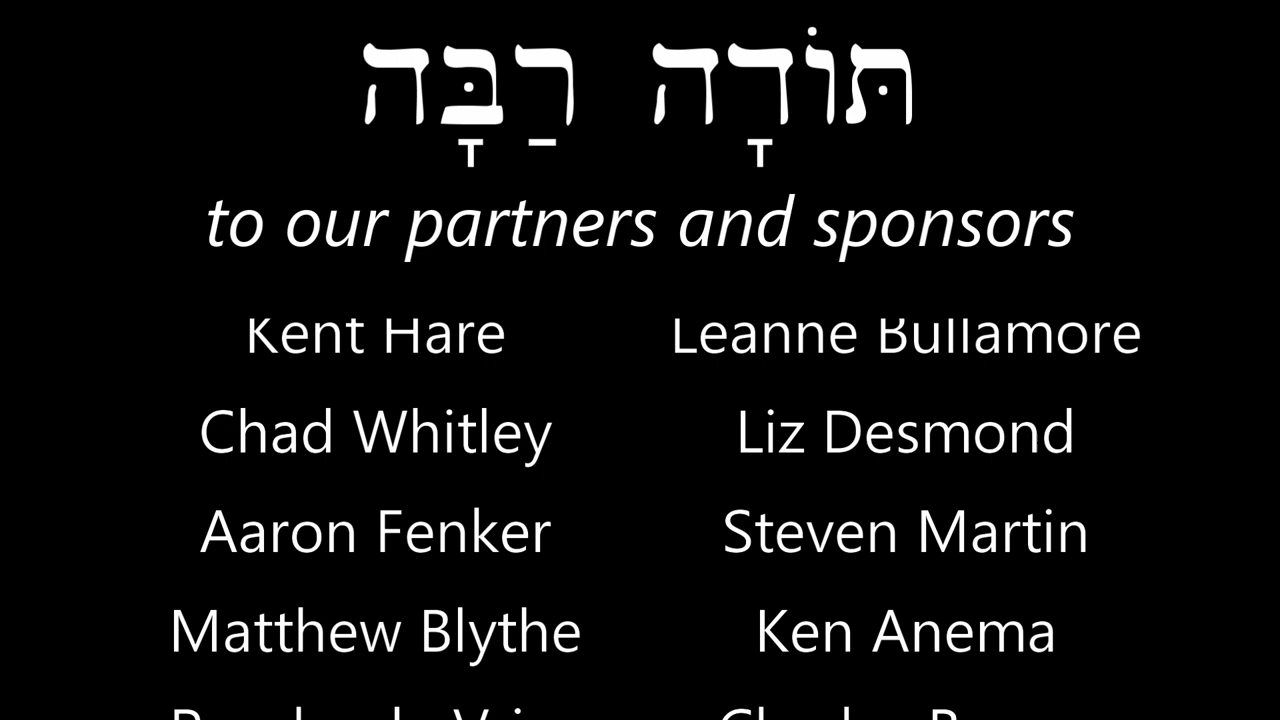 תּוֹדָה רַבָּה
to our partners and sponsors
Kent Hare Leanne Bullamore
Chad Whitley Liz Desmond
Aaron Fenker Steven Martin
Matthew Blythe Ken Anema